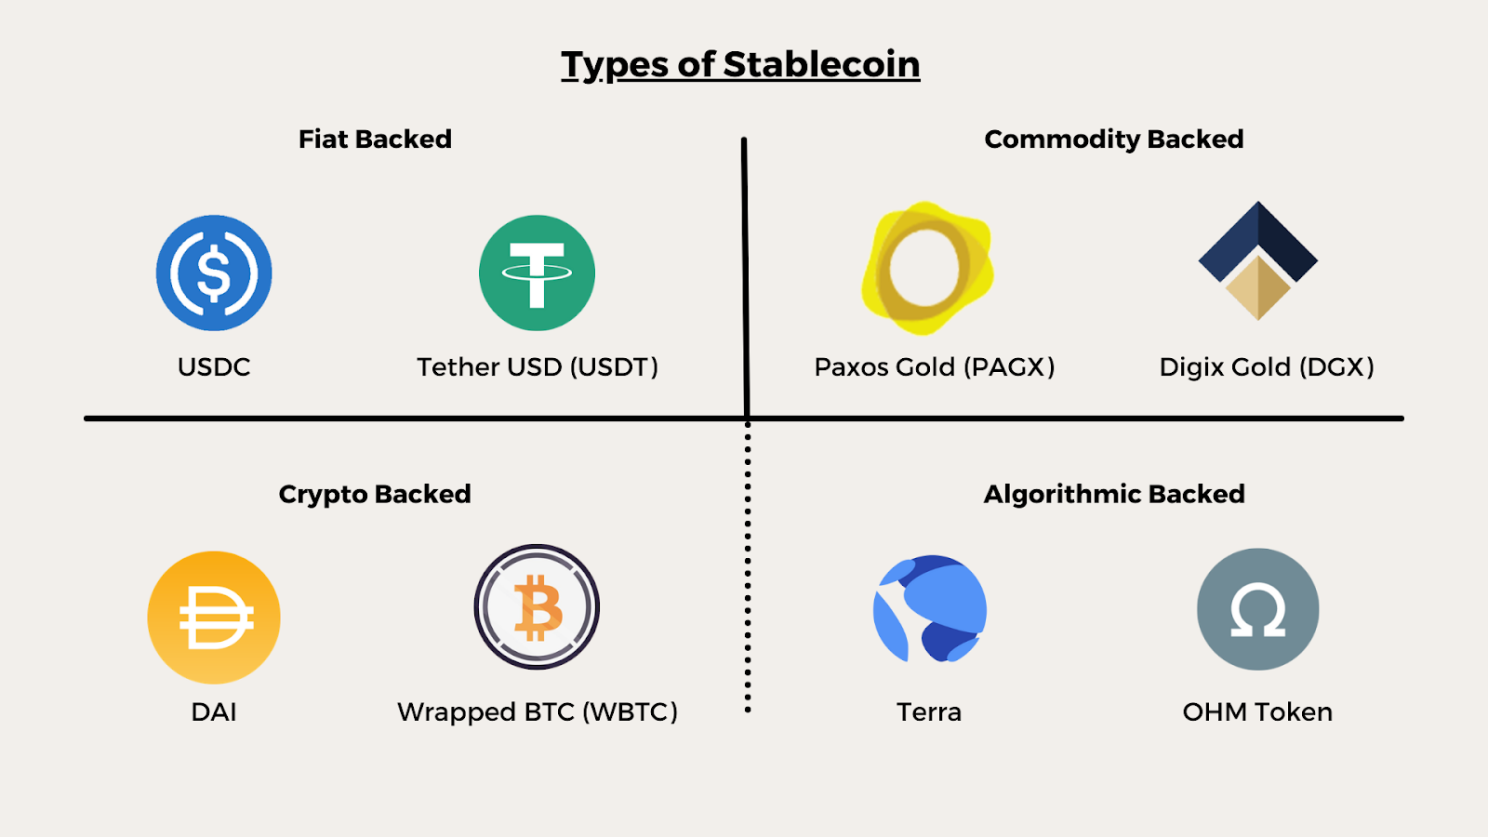 Types of Stablecoin
Fiat Backed
USDC
Tether USD (USDT)
Commodity Backed
Paxos Gold (PAGX)
Digix Gold (DGX)
Crypto Backed
DAI
Wrapped BTC (WBTC)
Algorithmic Backed
Terra
OHM Token